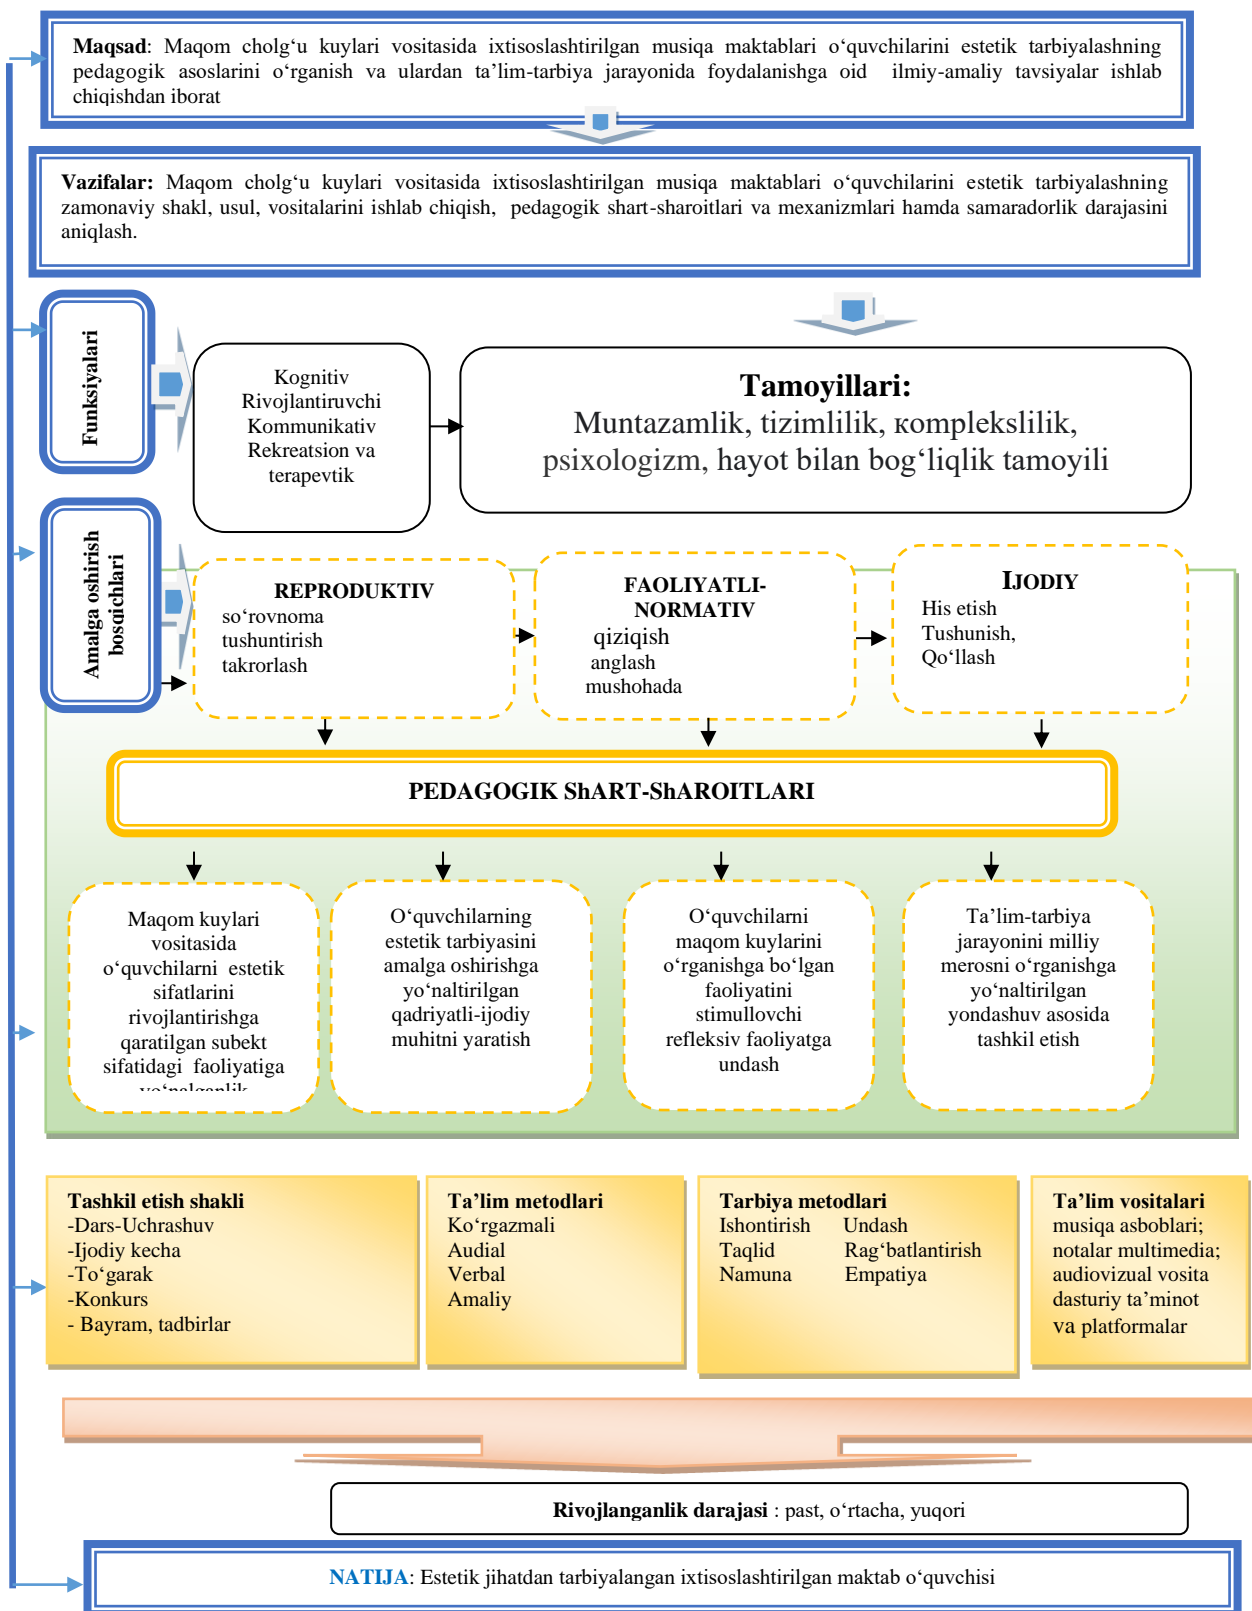 Maqsad: Maqom cholg‘u kuylari vositasida ixtisoslashtirilgan musiqa maktablari o‘quvchilarini estetik tarbiyalashning
pedagogik asoslarini o‘rganish va ulardan ta’lim-tarbiya jarayonida foydalanishga oid ilmiy-amaliy tavsiyalar ishlab
chiqishdan iborat
Vazifalar: Maqom cholg‘u kuylari vositasida ixtisoslashtirilgan musiqa maktablari o‘quvchilarini estetik tarbiyalashning
zamonaviy shakl, usul, vositalarini ishlab chiqish, pedagogik shart-sharoitlari va mexanizmlari hamda samaradorlik darajasini
aniqlash.
Funksiyalari
Kognitiv
Rivojlantiruvchi
Kommunikativ
Rekreatsion va
terapevtik
Tamoyillari:
Muntazamlik, tizimlilik, кomplekslilik,
psixologizm, hayot bilan bog‘liqlik tamoyili
Amalga oshirish
bosqichlari
REPRODUKTIV
so‘rovnoma
tushuntirish
takrorlash
FAOLIYATLI-
NORMATIV
qiziqish
anglash
mushohada
IJODIY
His etish
Tushunish,
Qo‘llash
PEDAGOGIK ShART-ShAROITLARI
Maqom kuylari
vositasida
o‘quvchilarni estetik
sifatlarini
rivojlantirishga
qaratilgan subekt
sifatidagi faoliyatiga
yo‘nalganlik
O‘quvchilarning
estetik tarbiyasini
amalga oshirishga
yo‘naltirilgan
qadriyatli-ijodiy
muhitni yaratish
O‘quvchilarni
maqom kuylarini
o‘rganishga bo‘lgan
faoliyatini
stimullovchi
refleksiv faoliyatga
undash
Ta’lim-tarbiya
jarayonini milliy
merosni o‘rganishga
yo‘naltirilgan
yondashuv asosida
tashkil etish
Tashkil etish shakli
-Dars-Uchrashuv
-Ijodiy kecha
-To‘garak
-Konkurs
- Bayram, tadbirlar
Ta’lim metodlari
Ko‘rgazmali
Audial
Verbal
Amaliy
Tarbiya metodlari
Ishontirish Undash
Taqlid Rag‘batlantirish
Namuna Empatiya
Ta’lim vositalari
musiqa asboblari;
notalar multimedia;
audiovizual vosita
dasturiy ta’minot
va platformalar
Rivojlanganlik darajasi : past, o‘rtacha, yuqori
NATIJA: Estetik jihatdan tarbiyalangan ixtisoslashtirilgan maktab o‘quvchisi